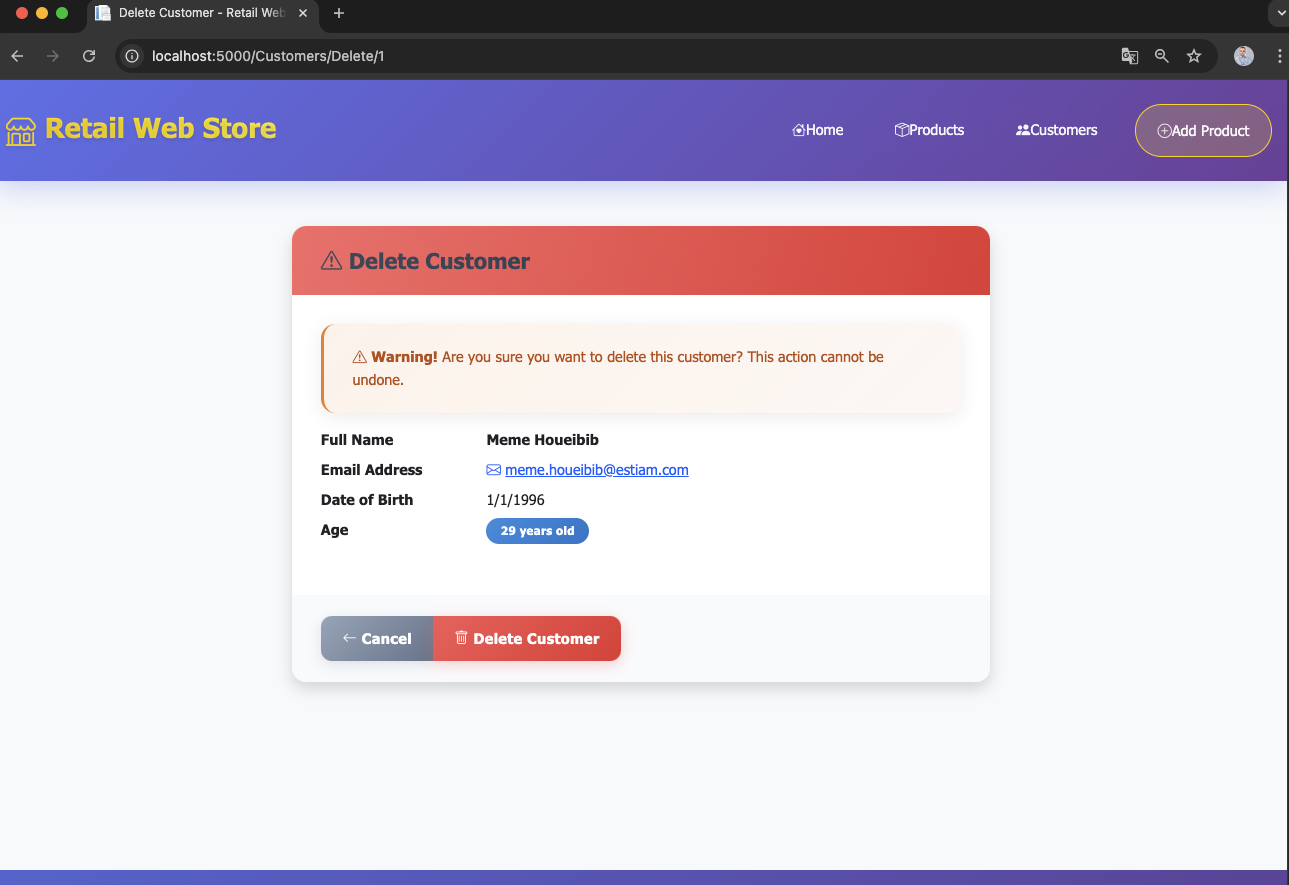 Delete Customer - Retail Web
localhost:5000/Customers/Delete/1
Retail Web Store
Home
Products
Customers
Add Product
Delete Customer
Warning! Are you sure you want to delete this customer? This action cannot be
undone.
Full Name Meme Houeibib
Email Address meme.houeibib@estiam.com
Date of Birth 1/1/1996
Age 29 years old
Cancel
Delete Customer